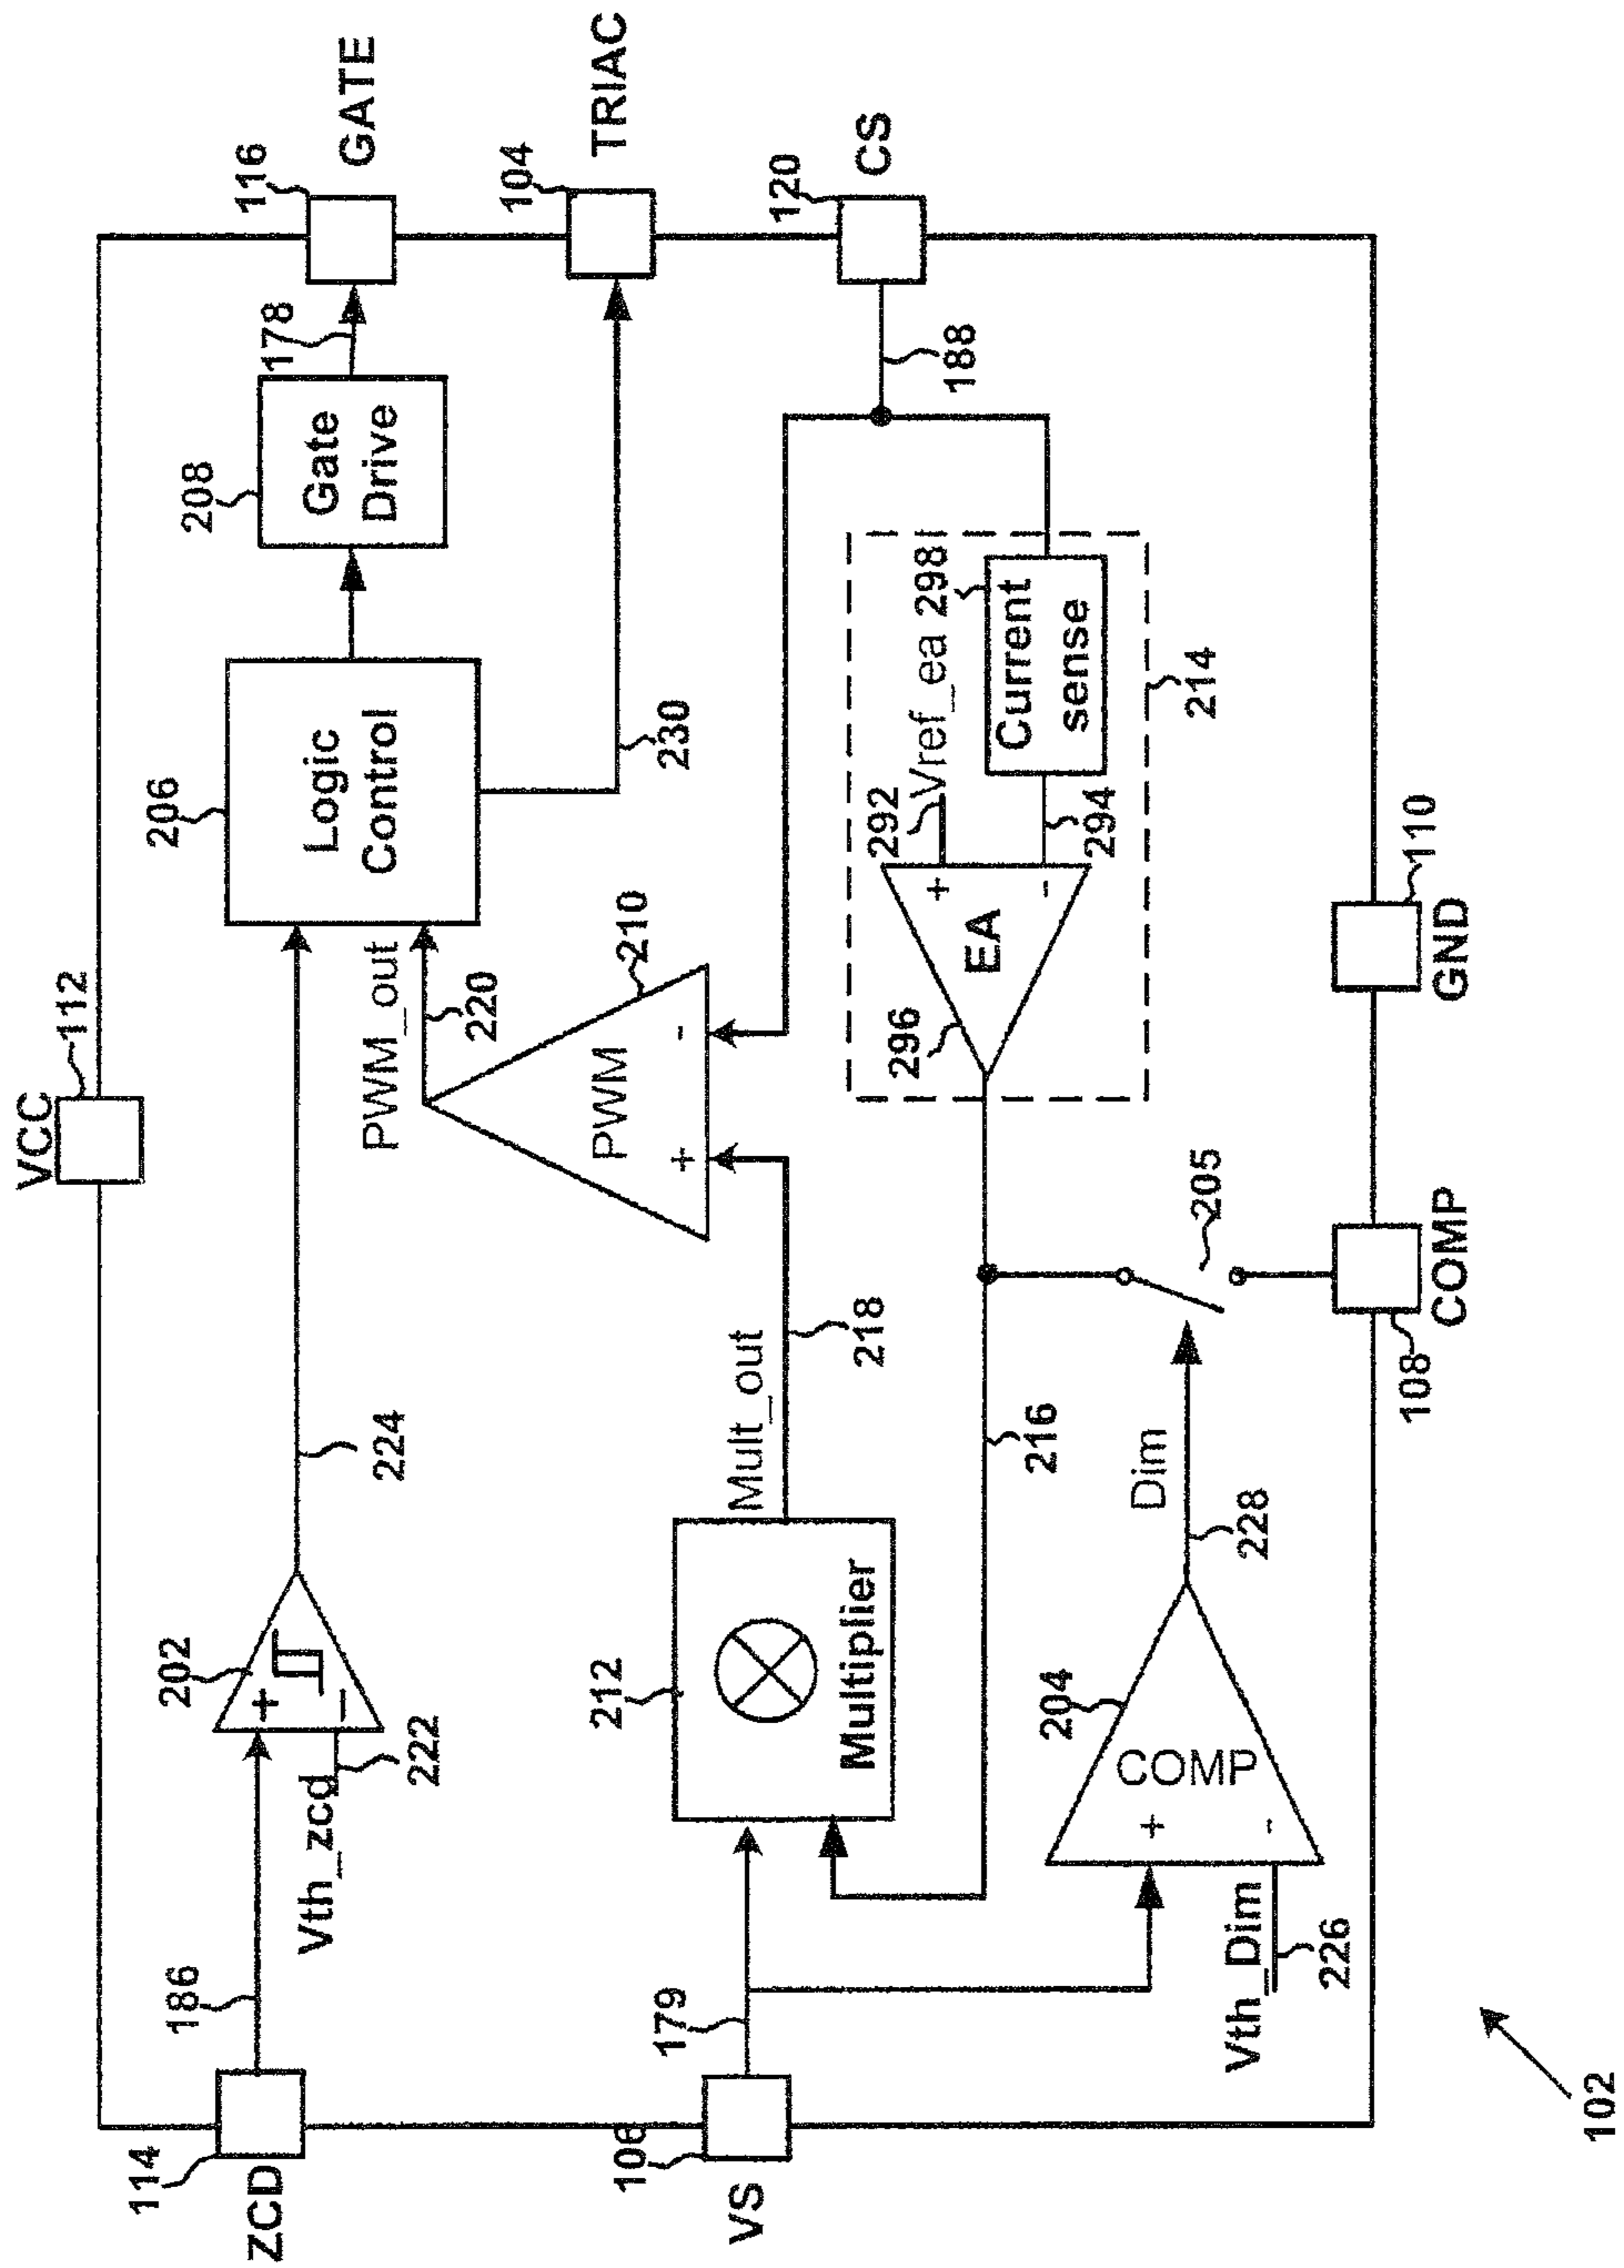 VCC
112
116
GATE
208
178
Gate
Drive
206
Logic
Control
104
TRIAC
202
+
−
224
PWM_out
220
230
186
Vth_zcd
222
114
ZCD
210
PWM
+
-
120
CS
188
212
Multiplier
Mult_out
218
292
Vref_ea
298
Current
sense
294
+
-
EA
296
214
179
106
VS
216
204
COMP
+
-
Dim
228
205
Vth_Dim
226
108
COMP
110
GND
102